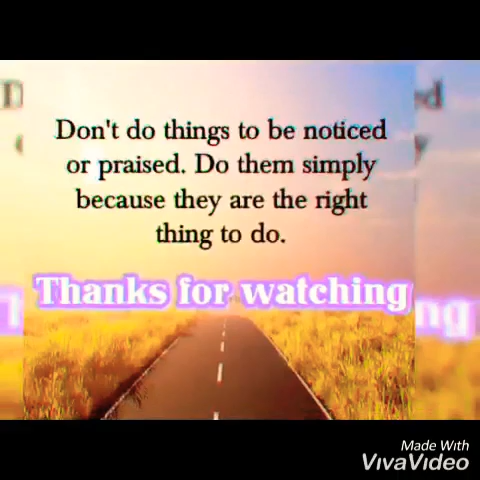 Don't do things to be noticed
or praised. Do them simply
because they are the right
thing to do.
Thanks for watching
ng
Made With
VivaVideo